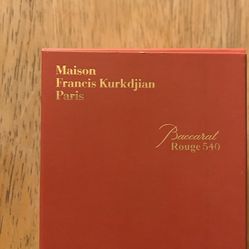 Maison
Francis Kurkdjian
Paris
Baccarat
Rouge 540